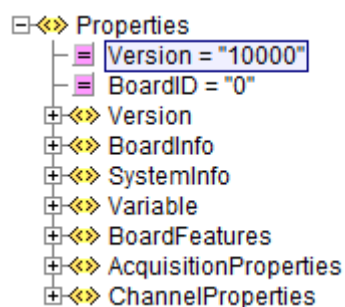 Properties
Version = "10000"
BoardID = "0"
Version
BoardInfo
SystemInfo
Variable
BoardFeatures
AcquisitionProperties
ChannelProperties